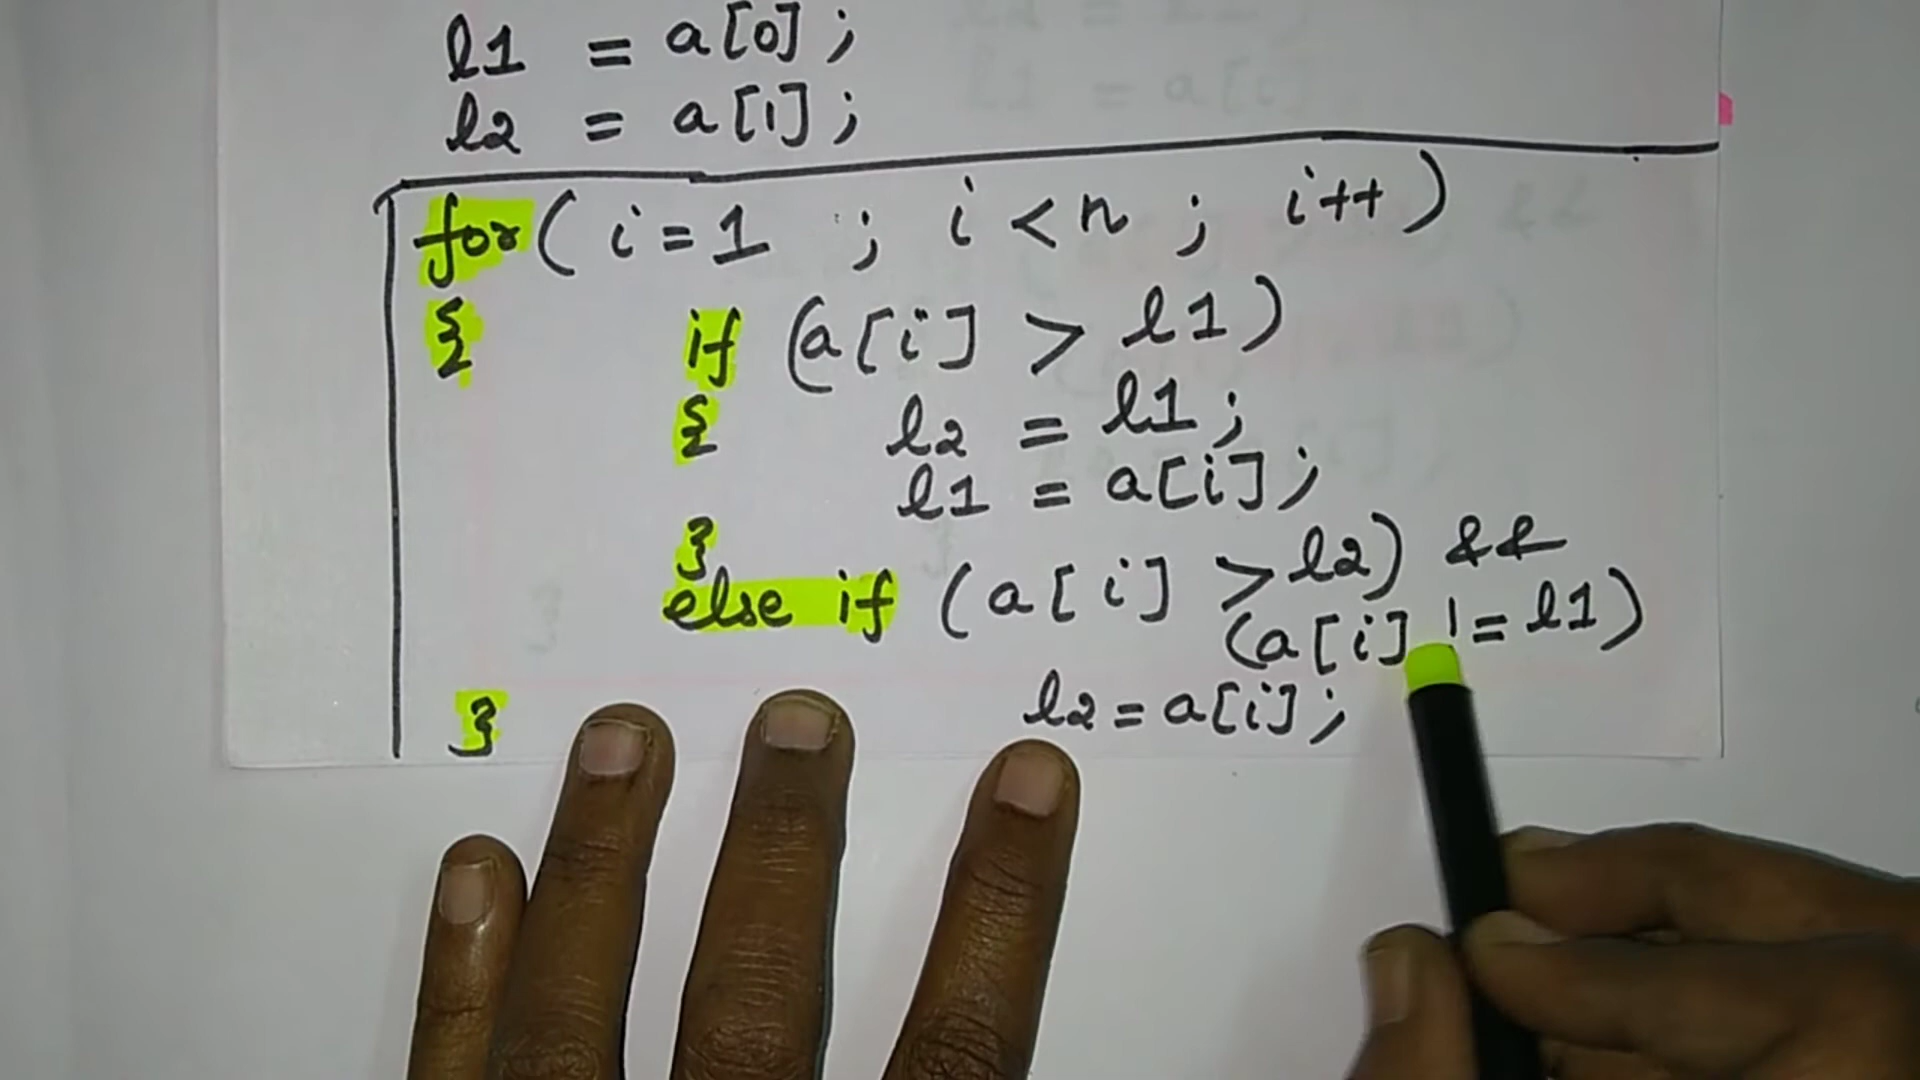 l1 = a[0];
l2 = a[1];
for( i=1 ; i<n ; i++)
{ if (a[i] > l1)
{ l2 = l1;
l1 = a[i];
}
else if (a[i] > l2) &&
(a[i] != l1)
} l2=a[i];